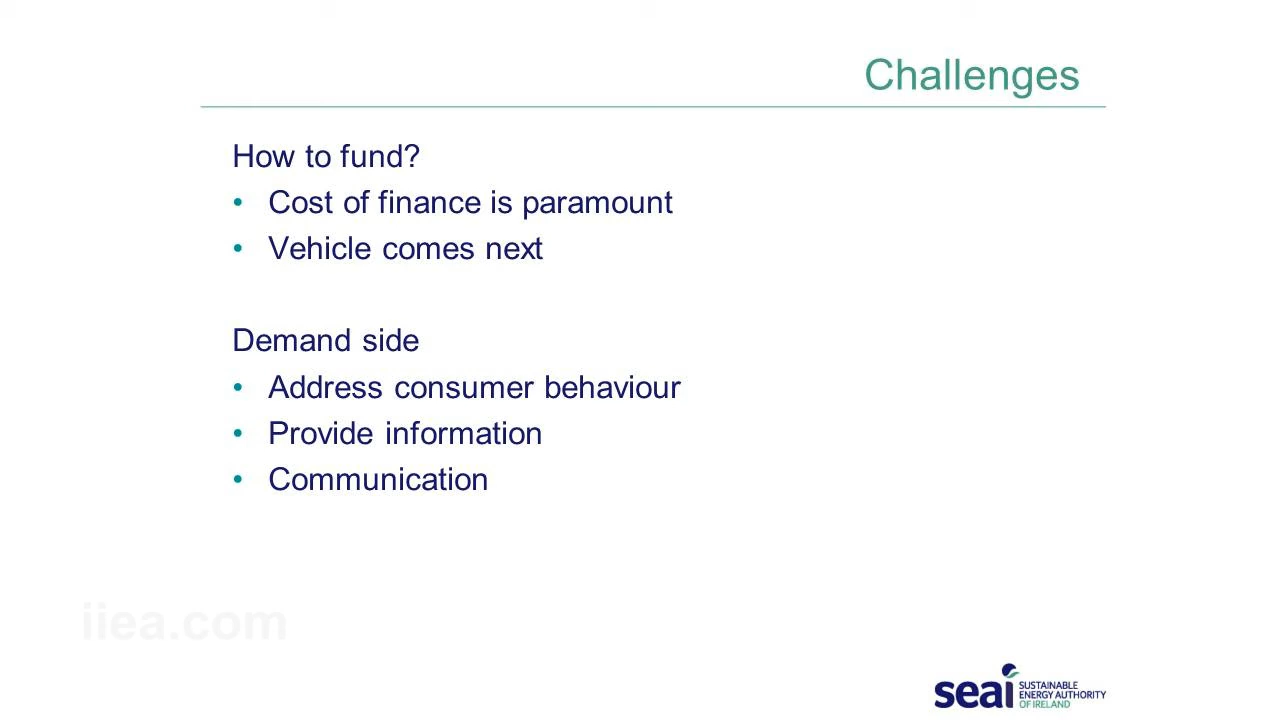 Challenges
How to fund?
• Cost of finance is paramount
• Vehicle comes next
Demand side
• Address consumer behaviour
• Provide information
• Communication
iiea.com
seai
SUSTAINABLE
ENERGY AUTHORITY
OF IRELAND